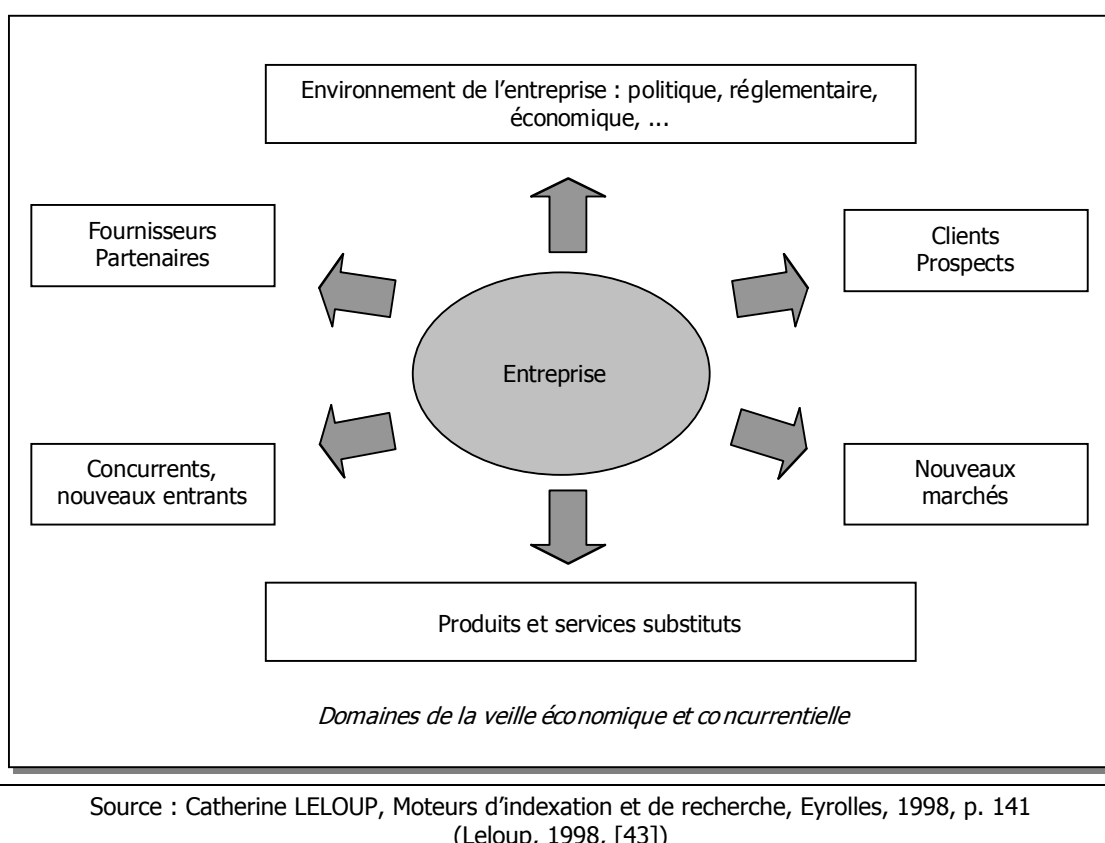 Environnement de l'entreprise : politique, réglementaire,
économique, ...
Fournisseurs
Partenaires
Clients
Prospects
Entreprise
Concurrents,
nouveaux entrants
Nouveaux
marchés
Produits et services substituts
Domaines de la veille économique et concurrentielle
Source : Catherine LELOUP, Moteurs d'indexation et de recherche, Eyrolles, 1998, p. 141
(Leloup, 1998, [43])